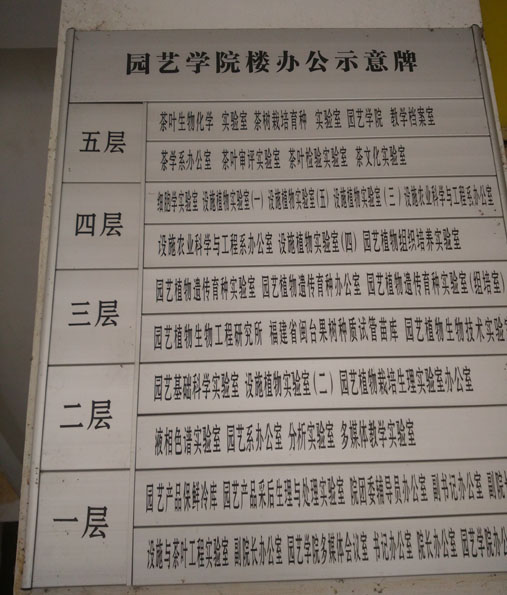 园艺学院楼办公示意牌
五层
茶叶生物化学 实验室 茶树栽培育种 实验室 园艺学院 教学档案室
茶学系办公室 茶叶审评实验室 茶叶检验实验室 茶文化实验室
四层
细胞学实验室 设施植物实验室(一) 设施植物实验室(五) 设施植物实验室(三) 设施农业科学与工程系办公室
设施农业科学与工程系办公室 设施植物实验室(四) 园艺植物组织培养实验室
三层
园艺植物遗传育种实验室 园艺植物遗传育种办公室 园艺植物遗传育种实验室(组培室)
园艺植物生物工程研究所 福建省闽台果树种质试管苗库 园艺植物生物技术实验
二层
园艺基础科学实验室 设施植物实验室(二) 园艺植物栽培生理实验室办公室
液相色谱实验室 园艺系办公室 分析实验室 多媒体教学实验室
一层
园艺产品保鲜冷库 园艺产品采后生理与处理实验室 院团委辅导员办公室 副书记办公室 副院
设施与茶叶工程实验室 副院长办公室 园艺学院多媒体会议室 书记办公室 院长办公室 园艺学院办